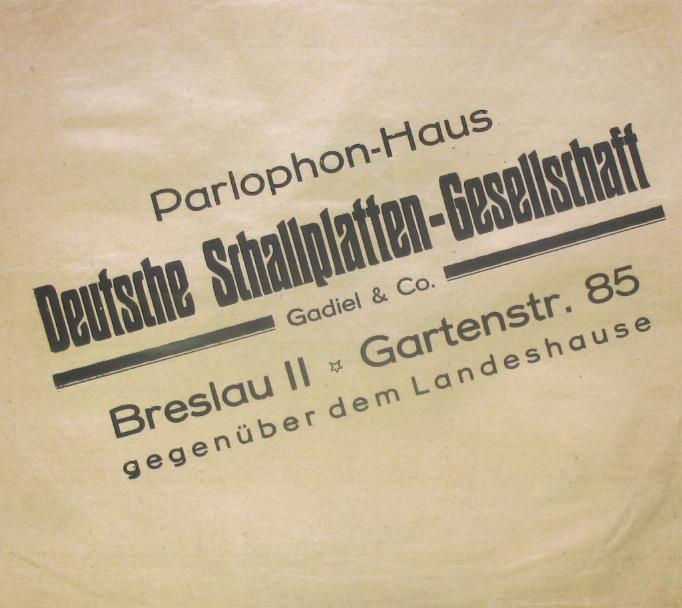 Parlophon-Haus
Deutsche Schallplatten-Gesellschaft
Gadiel & Co.
Breslau II ☆ Gartenstr. 85
gegenüber dem Landeshause